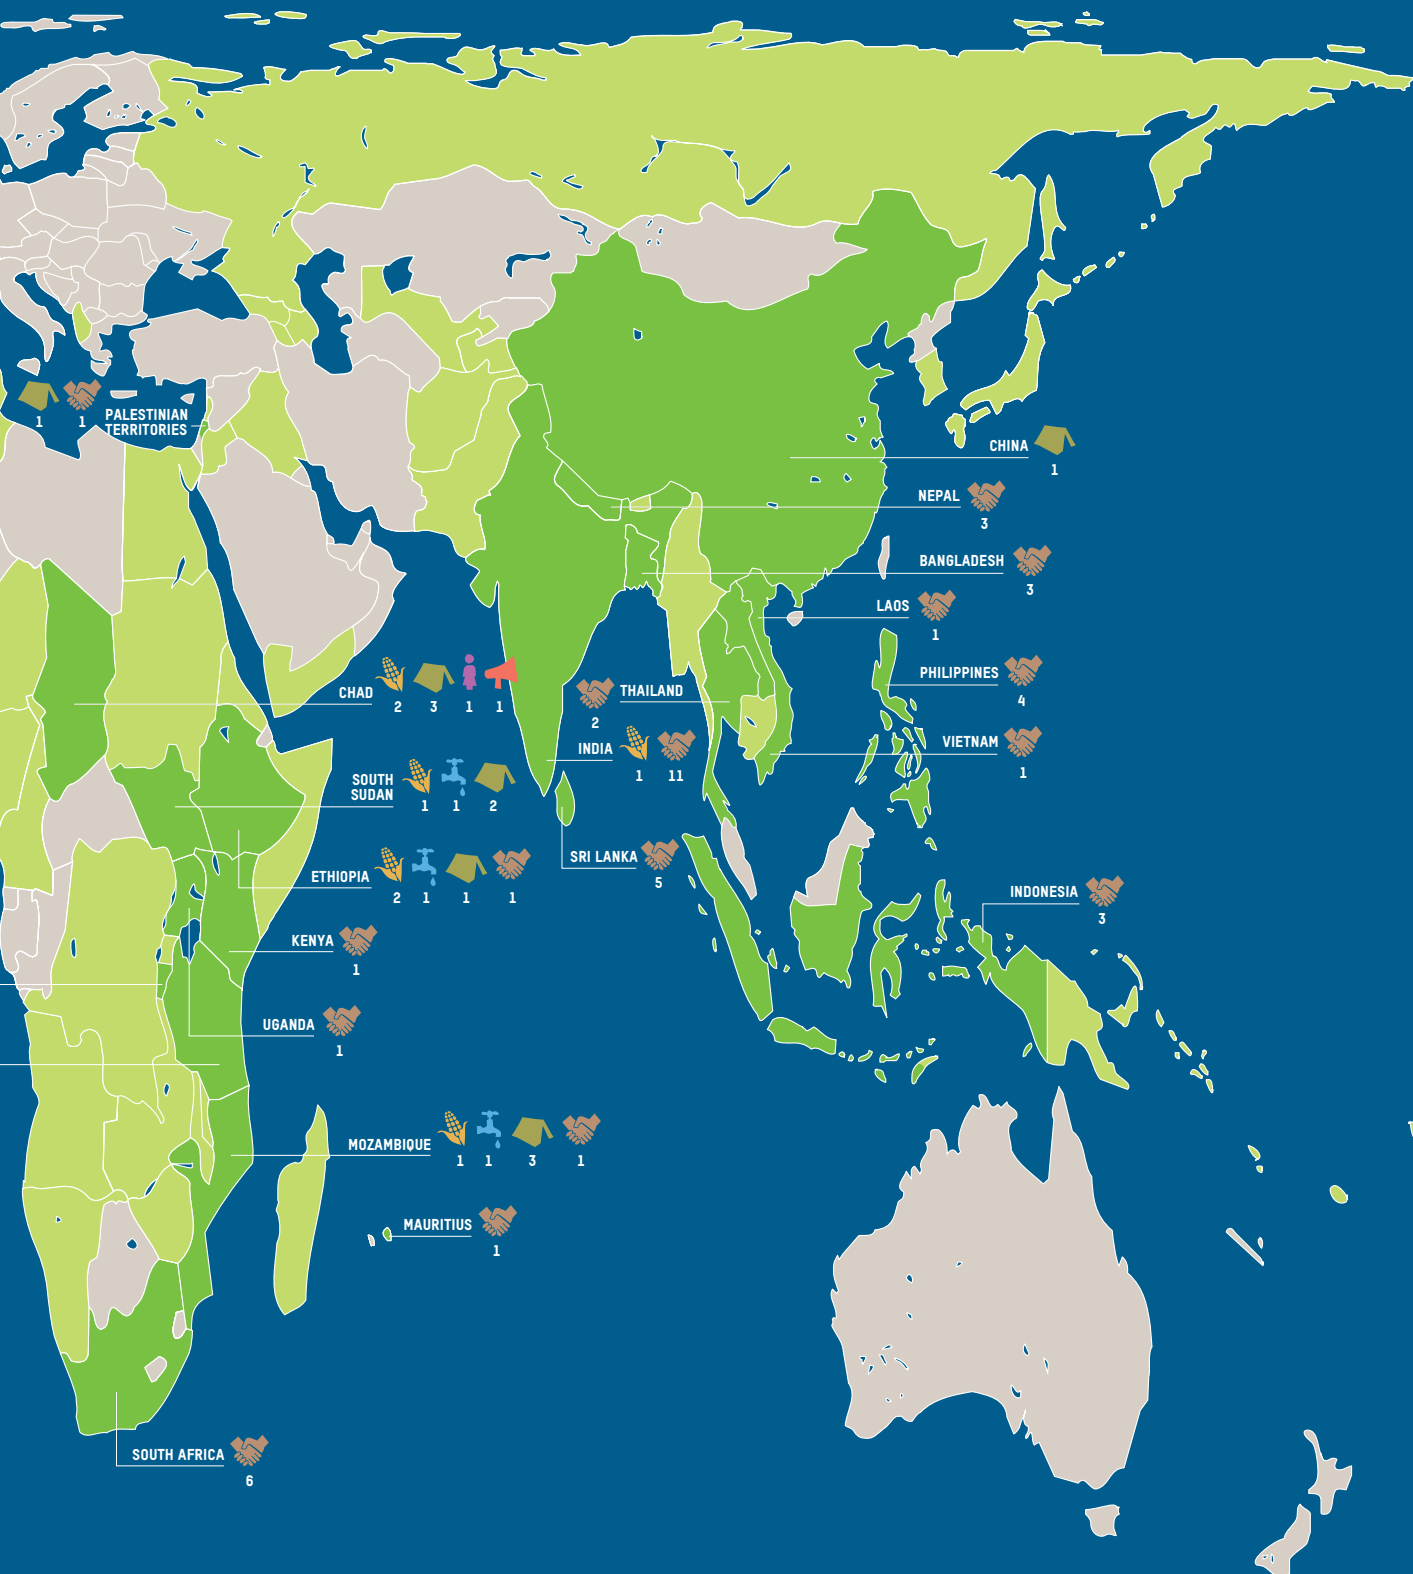 1 1 PALESTINIAN
TERRITORIES
CHINA
1
NEPAL
3
BANGLADESH
3
LAOS
1
PHILIPPINES
4
CHAD
2 3 1 1
THAILAND
2
VIETNAM
1
INDIA
1 11
SOUTH
SUDAN
1 1 2
SRI LANKA
5
ETHIOPIA
2 1 1 1
INDONESIA
3
KENYA
1
UGANDA
1
MOZAMBIQUE
1 1 3 1
MAURITIUS
1
SOUTH AFRICA
6